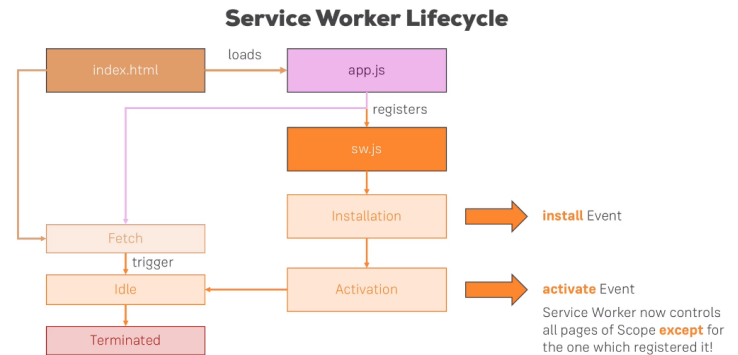 Service Worker Lifecycle
loads
index.html
app.js
registers
sw.js
Installation
install Event
Fetch
trigger
Idle
Activation
activate Event
Service Worker now controls
all pages of Scope except for
the one which registered it!
Terminated